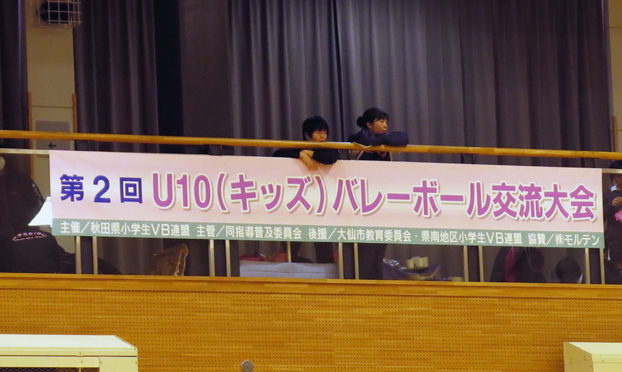 第2回 U10(キッズ)バレーボール交流大会
主催/秋田県小学生VB連盟 主管/同指導普及委員会 後援/大仙市教育委員会・県南地区小学生VB連盟 協賛/㈱モルテン